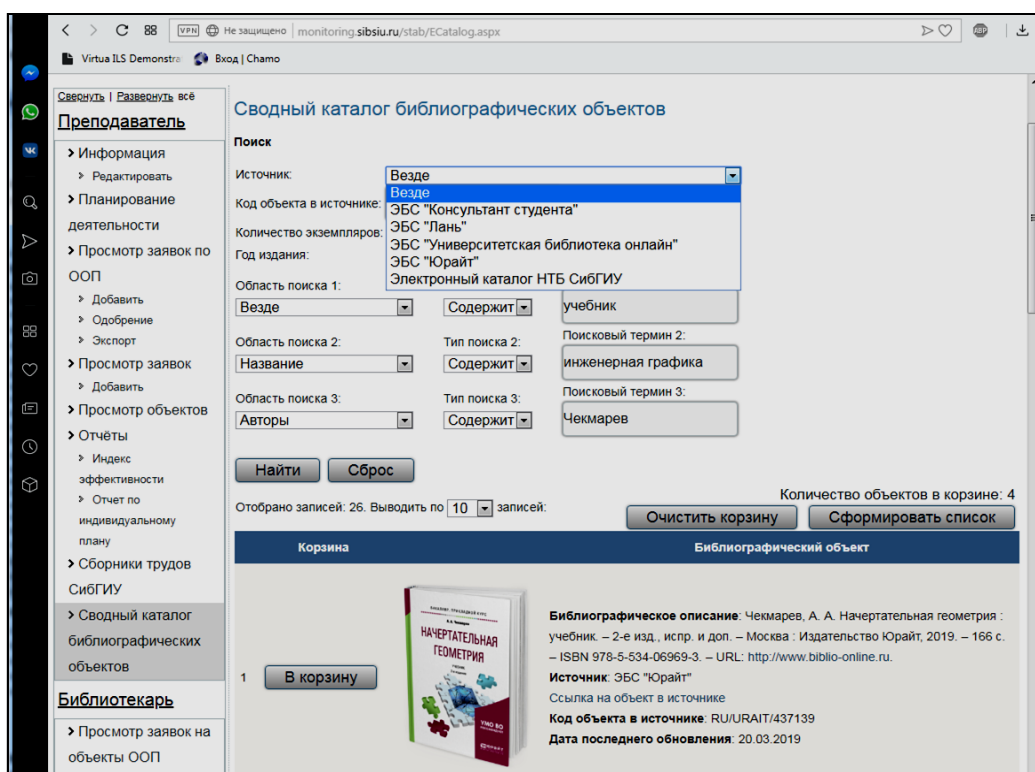 88 VPN Не защищено monitoring.sibsiu.ru/stab/ECatalog.aspx ABP
Virtua ILS Demonstra Вход | Chamo
Свернуть | Развернуть всё
Преподаватель
Информация
Редактировать
Планирование
деятельности
Просмотр заявок по
ООП
Добавить
Одобрение
Экспорт
Просмотр заявок
Добавить
Просмотр объектов
Отчёты
Индекс
эффективности
Отчет по
индивидуальному
плану
Сборники трудов
СибГИУ
Сводный каталог
библиографических
объектов
Библиотекарь
Просмотр заявок на
объекты ООП
Сводный каталог библиографических объектов
Поиск
Источник: Везде
Везде
ЭБС "Консультант студента"
ЭБС "Лань"
ЭБС "Университетская библиотека онлайн"
ЭБС "Юрайт"
Электронный каталог НТБ СибГИУ
Код объекта в источнике:
Количество экземпляров:
Год издания:
Область поиска 1:
Везде Содержит учебник
Область поиска 2: Тип поиска 2: Поисковый термин 2:
Название Содержит инженерная графика
Область поиска 3: Тип поиска 3: Поисковый термин 3:
Авторы Содержит Чекмарев
Найти Сброс
Количество объектов в корзине: 4
Отобрано записей: 26. Выводить по 10 записей:
Очистить корзину Сформировать список
Корзина Библиографический объект
1 В корзину
НАЧЕРТАТЕЛЬНАЯ
ГЕОМЕТРИЯ
УМО ВО
Библиографическое описание: Чекмарев, А. А. Начертательная геометрия :
учебник. – 2-е изд., испр. и доп. – Москва : Издательство Юрайт, 2019. – 166 с.
– ISBN 978-5-534-06969-3. – URL: http://www.biblio-online.ru.
Источник: ЭБС "Юрайт"
Ссылка на объект в источнике
Код объекта в источнике: RU/URAIT/437139
Дата последнего обновления: 20.03.2019